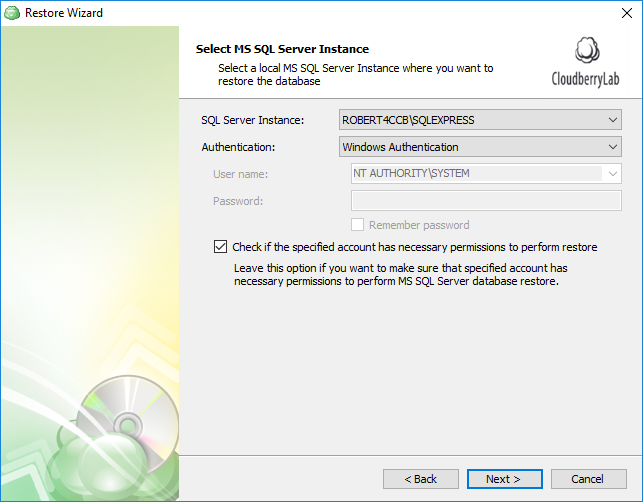 Restore Wizard
Select MS SQL Server Instance
Select a local MS SQL Server Instance where you want to
restore the database
CloudberryLab
SQL Server Instance: ROBERT4CCB\SQLEXPRESS
Authentication: Windows Authentication
User name: NT AUTHORITY\SYSTEM
Password:
Remember password
Check if the specified account has necessary permissions to perform restore
Leave this option if you want to make sure that specified account has
necessary permissions to perform MS SQL Server database restore.
< Back Next > Cancel